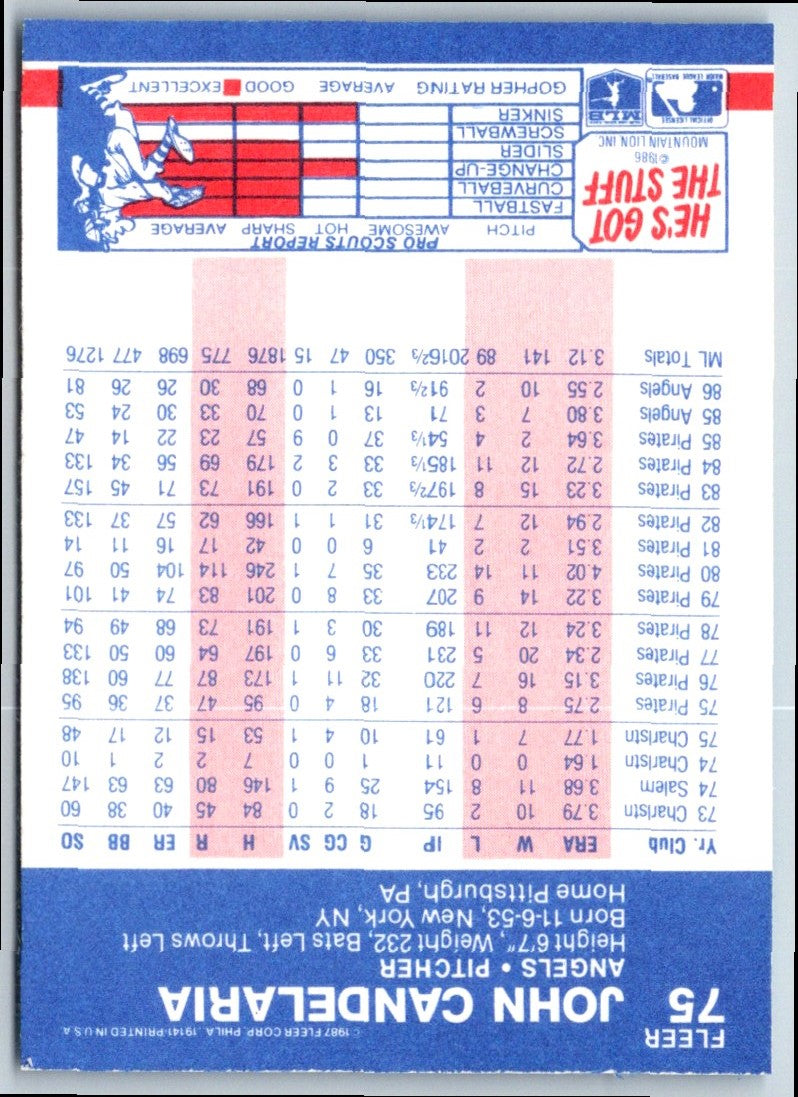 FLEER
75
©1987 FLEER CORP. PHILA. 19141-PRINTED IN U S A
JOHN CANDELARIA
ANGELS • PITCHER
Height 6'7", Weight 232, Bats Left, Throws Left
Born 11-6-53, New York, NY
Home Pittsburgh, PA
Yr. Club ERA W L IP G CG SV H R ER BB SO
73 Charlstn 3.79 10 2 95 18 2 0 84 45 40 38 60
74 Salem 3.68 11 8 154 25 9 1 146 80 63 63 147
74 Charlstn 1.64 0 0 11 1 0 0 7 2 2 1 10
75 Charlstn 1.77 7 1 61 10 4 1 53 15 12 17 48
75 Pirates 2.75 8 6 121 18 4 0 95 47 37 36 95
76 Pirates 3.15 16 7 220 32 11 1 173 87 77 60 138
77 Pirates 2.34 20 5 231 33 6 0 197 64 60 50 133
78 Pirates 3.24 12 11 189 30 3 1 191 73 68 49 94
79 Pirates 3.22 14 9 207 33 8 0 201 83 74 41 101
80 Pirates 4.02 11 14 233 35 7 1 246 114 104 50 97
81 Pirates 3.51 2 2 41 6 0 0 42 17 16 11 14
82 Pirates 2.94 12 7 174⅓ 31 1 1 166 62 57 37 133
83 Pirates 3.23 15 8 197⅔ 33 2 0 191 73 71 45 157
84 Pirates 2.72 12 11 185⅓ 33 3 2 179 69 56 34 133
85 Pirates 3.64 2 4 54⅓ 37 0 9 57 23 22 14 47
85 Angels 3.80 7 3 71 13 1 0 70 33 30 24 53
86 Angels 2.55 10 2 91⅔ 16 1 0 68 30 26 26 81
ML Totals 3.12 141 89 2016⅔ 350 47 15 1876 775 698 477 1276
HE'S GOT
THE STUFF
©1986
MOUNTAIN LION INC
OFFICIAL LICENSEE
MAJOR LEAGUE BASEBALL
MLB
PRO SCOUTS REPORT
PITCH AWESOME HOT SHARP AVERAGE
FASTBALL
CURVEBALL
CHANGE-UP
SLIDER
SCREWBALL
SINKER
GOPHER RATING AVERAGE GOOD EXCELLENT